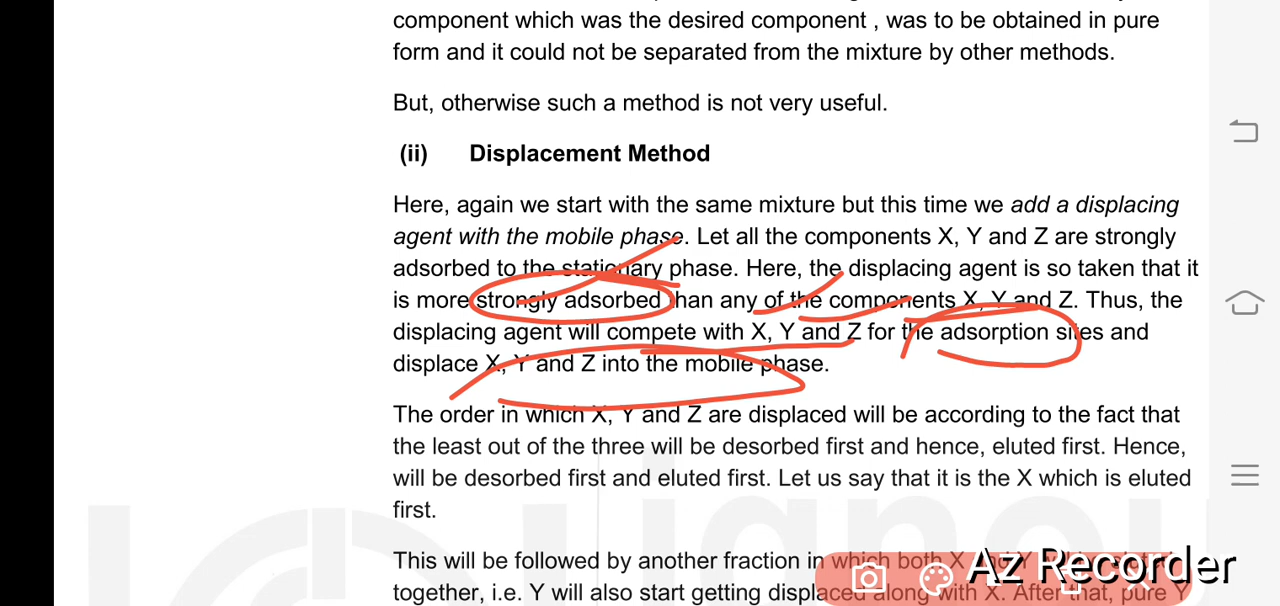 component which was the desired component , was to be obtained in pure
form and it could not be separated from the mixture by other methods.
But, otherwise such a method is not very useful.
(ii) Displacement Method
Here, again we start with the same mixture but this time we add a displacing
agent with the mobile phase. Let all the components X, Y and Z are strongly
adsorbed to the stationary phase. Here, the displacing agent is so taken that it
is more strongly adsorbed than any of the components X, Y and Z. Thus, the
displacing agent will compete with X, Y and Z for the adsorption sites and
displace X, Y and Z into the mobile phase.
The order in which X, Y and Z are displaced will be according to the fact that
the least out of the three will be desorbed first and hence, eluted first. Hence,
will be desorbed first and eluted first. Let us say that it is the X which is eluted
first.
This will be followed by another fraction in which both X
together, i.e. Y will also start getting displaced along with X. After that, pure Y
Az Recorder